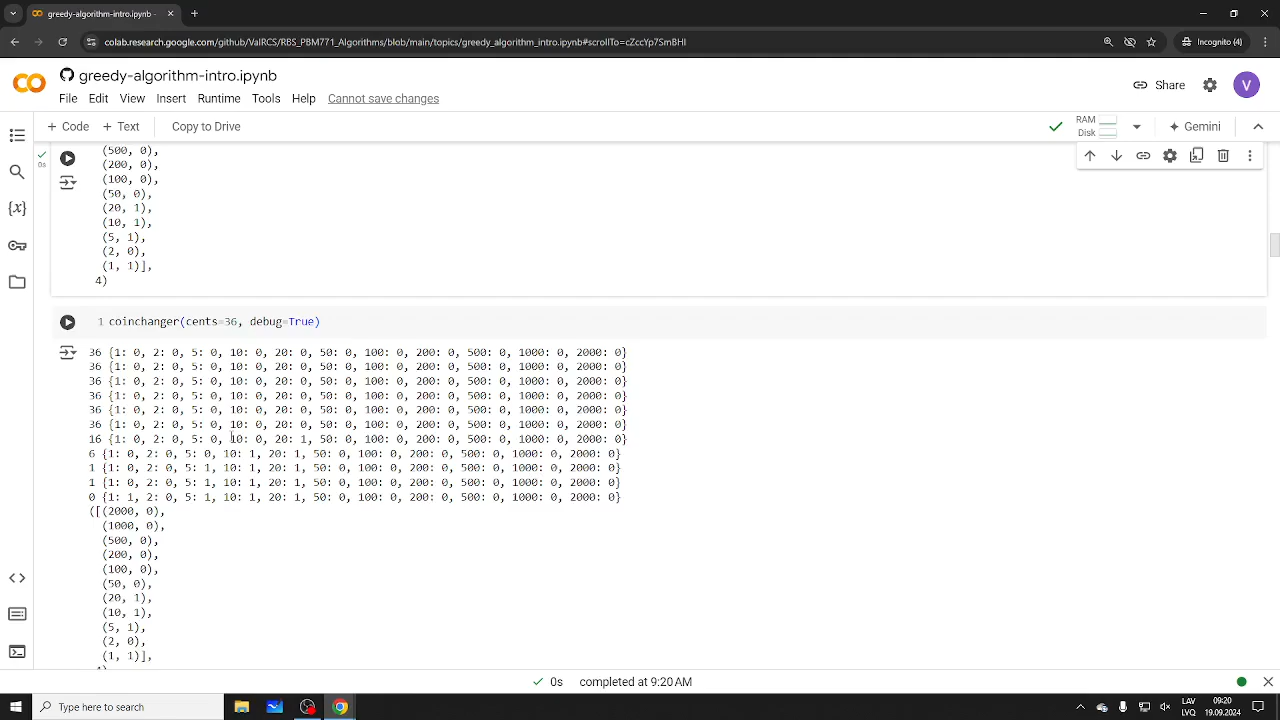 greedy-algorithm-intro.ipynb -
Incognito (4)
colab.research.google.com/github/ValRCS/RBS_PBM771_Algorithms/blob/main/topics/greedy_algorithm_intro.ipynb#scrollTo=cZccYp7SmBHI
greedy-algorithm-intro.ipynb
File Edit View Insert Runtime Tools Help Cannot save changes
Share
V
+ Code + Text Copy to Drive
RAM
Disk
Gemini
0s
(500, 0),
(200, 0),
(100, 0),
(50, 0),
(20, 1),
(10, 1),
(5, 1),
(2, 0),
(1, 1)],
4)
1 coinchanger(cents=36, debug=True)
36 {1: 0, 2: 0, 5: 0, 10: 0, 20: 0, 50: 0, 100: 0, 200: 0, 500: 0, 1000: 0, 2000: 0}
36 {1: 0, 2: 0, 5: 0, 10: 0, 20: 0, 50: 0, 100: 0, 200: 0, 500: 0, 1000: 0, 2000: 0}
36 {1: 0, 2: 0, 5: 0, 10: 0, 20: 0, 50: 0, 100: 0, 200: 0, 500: 0, 1000: 0, 2000: 0}
36 {1: 0, 2: 0, 5: 0, 10: 0, 20: 0, 50: 0, 100: 0, 200: 0, 500: 0, 1000: 0, 2000: 0}
36 {1: 0, 2: 0, 5: 0, 10: 0, 20: 0, 50: 0, 100: 0, 200: 0, 500: 0, 1000: 0, 2000: 0}
36 {1: 0, 2: 0, 5: 0, 10: 0, 20: 0, 50: 0, 100: 0, 200: 0, 500: 0, 1000: 0, 2000: 0}
16 {1: 0, 2: 0, 5: 0, 10: 0, 20: 1, 50: 0, 100: 0, 200: 0, 500: 0, 1000: 0, 2000: 0}
6 {1: 0, 2: 0, 5: 0, 10: 1, 20: 1, 50: 0, 100: 0, 200: 0, 500: 0, 1000: 0, 2000: 0}
1 {1: 0, 2: 0, 5: 1, 10: 1, 20: 1, 50: 0, 100: 0, 200: 0, 500: 0, 1000: 0, 2000: 0}
1 {1: 0, 2: 0, 5: 1, 10: 1, 20: 1, 50: 0, 100: 0, 200: 0, 500: 0, 1000: 0, 2000: 0}
0 {1: 1, 2: 0, 5: 1, 10: 1, 20: 1, 50: 0, 100: 0, 200: 0, 500: 0, 1000: 0, 2000: 0}
([(2000, 0),
(1000, 0),
(500, 0),
(200, 0),
(100, 0),
(50, 0),
(20, 1),
(10, 1),
(5, 1),
(2, 0),
(1, 1)],
0s completed at 9:20 AM
Type here to search
LAV
LVQ
09:20
19.09.2024